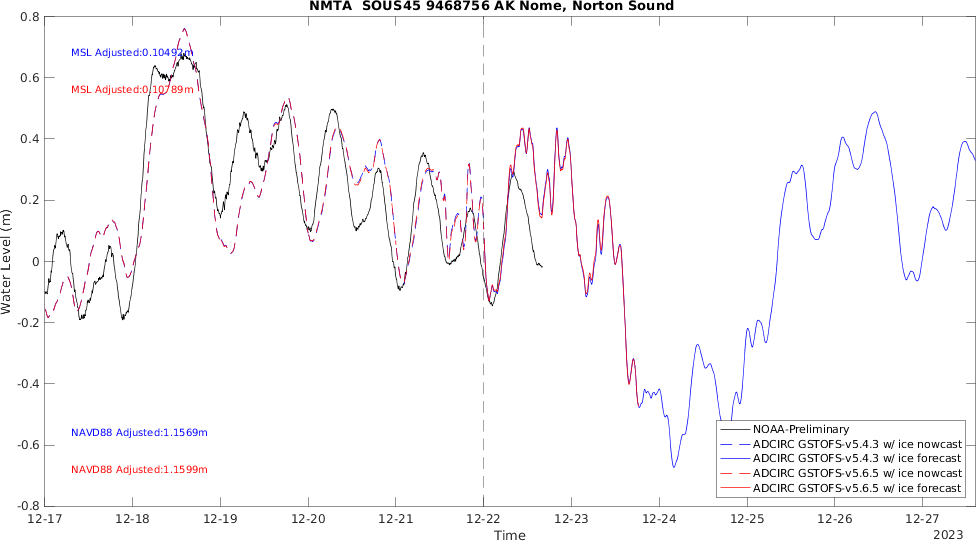 NMTA SOUS45 9468756 AK Nome, Norton Sound
0.8
0.6
0.4
0.2
0
-0.2
-0.4
-0.6
-0.8
Water Level (m)
MSL Adjusted:0.10492m
MSL Adjusted:0.10789m
NAVD88 Adjusted:1.1569m
NAVD88 Adjusted:1.1599m
NOAA-Preliminary
ADCIRC GSTOFS-v5.4.3 w/ ice nowcast
ADCIRC GSTOFS-v5.4.3 w/ ice forecast
ADCIRC GSTOFS-v5.6.5 w/ ice nowcast
ADCIRC GSTOFS-v5.6.5 w/ ice forecast
12-17 12-18 12-19 12-20 12-21 12-22 12-23 12-24 12-25 12-26 12-27
Time
2023